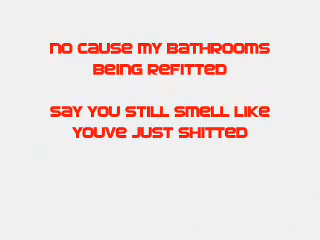 NO CAUSE MY BATHROOMS
BEING REFITTED
SAY YOU STILL SMELL LIKE
YOUVE JUST SHITTED